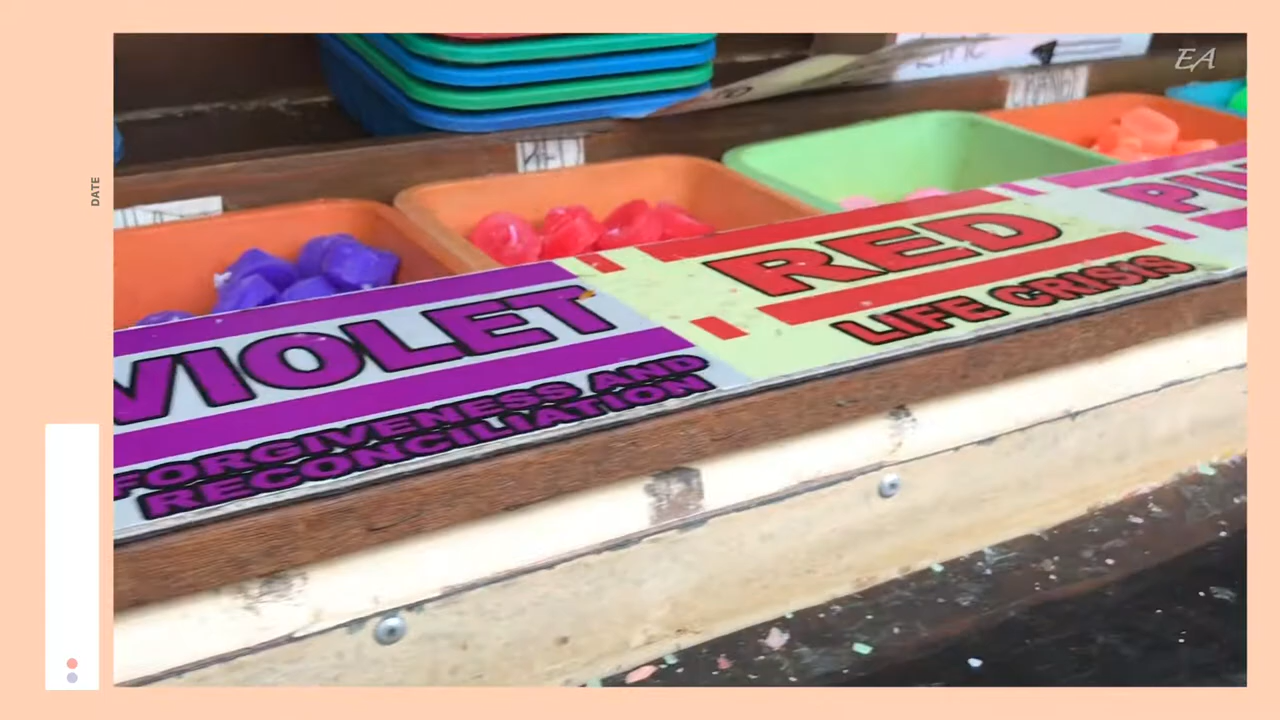 EA
DATE
VIOLET
FORGIVENESS AND
RECONCILIATION
RED
LIFE CRISIS